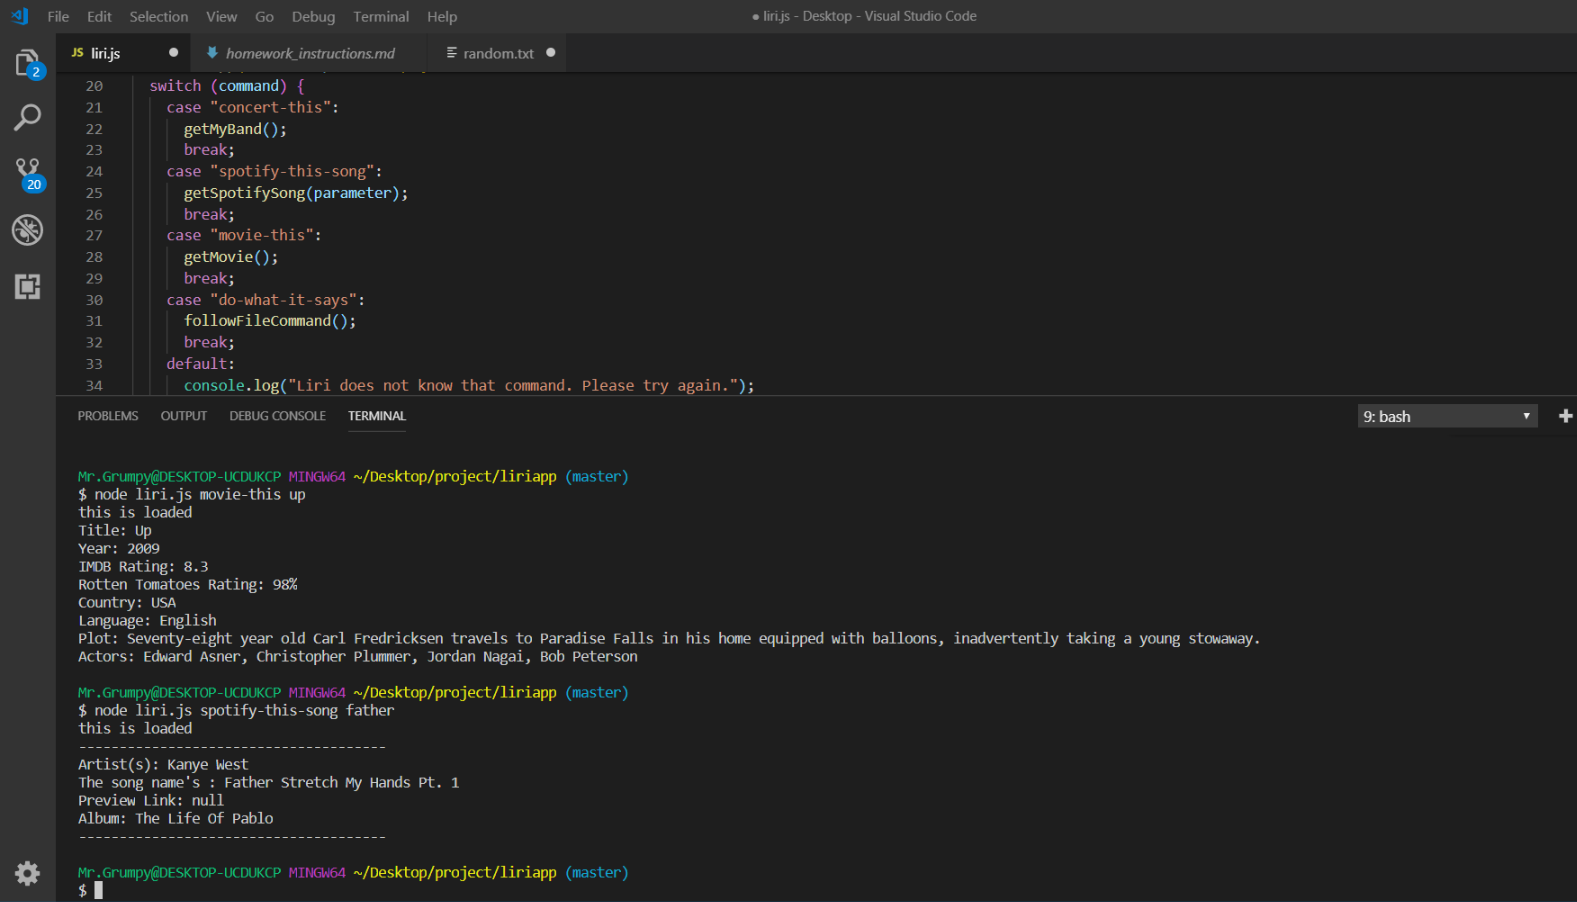 File Edit Selection View Go Debug Terminal Help
● liri.js - Desktop - Visual Studio Code
JS liri.js ● homework_instructions.md random.txt ●
2
20
20 switch (command) {
21 case "concert-this":
22 getMyBand();
23 break;
24 case "spotify-this-song":
25 getSpotifySong(parameter);
26 break;
27 case "movie-this":
28 getMovie();
29 break;
30 case "do-what-it-says":
31 followFileCommand();
32 break;
33 default:
34 console.log("Liri does not know that command. Please try again.");
PROBLEMS OUTPUT DEBUG CONSOLE TERMINAL 9: bash
Mr.Grumpy@DESKTOP-UCDUKCP MINGW64 ~/Desktop/project/liriapp (master)
$ node liri.js movie-this up
this is loaded
Title: Up
Year: 2009
IMDB Rating: 8.3
Rotten Tomatoes Rating: 98%
Country: USA
Language: English
Plot: Seventy-eight year old Carl Fredricksen travels to Paradise Falls in his home equipped with balloons, inadvertently taking a young stowaway.
Actors: Edward Asner, Christopher Plummer, Jordan Nagai, Bob Peterson
Mr.Grumpy@DESKTOP-UCDUKCP MINGW64 ~/Desktop/project/liriapp (master)
$ node liri.js spotify-this-song father
this is loaded
--------------------------------------
Artist(s): Kanye West
The song name's : Father Stretch My Hands Pt. 1
Preview Link: null
Album: The Life Of Pablo
--------------------------------------
Mr.Grumpy@DESKTOP-UCDUKCP MINGW64 ~/Desktop/project/liriapp (master)
$